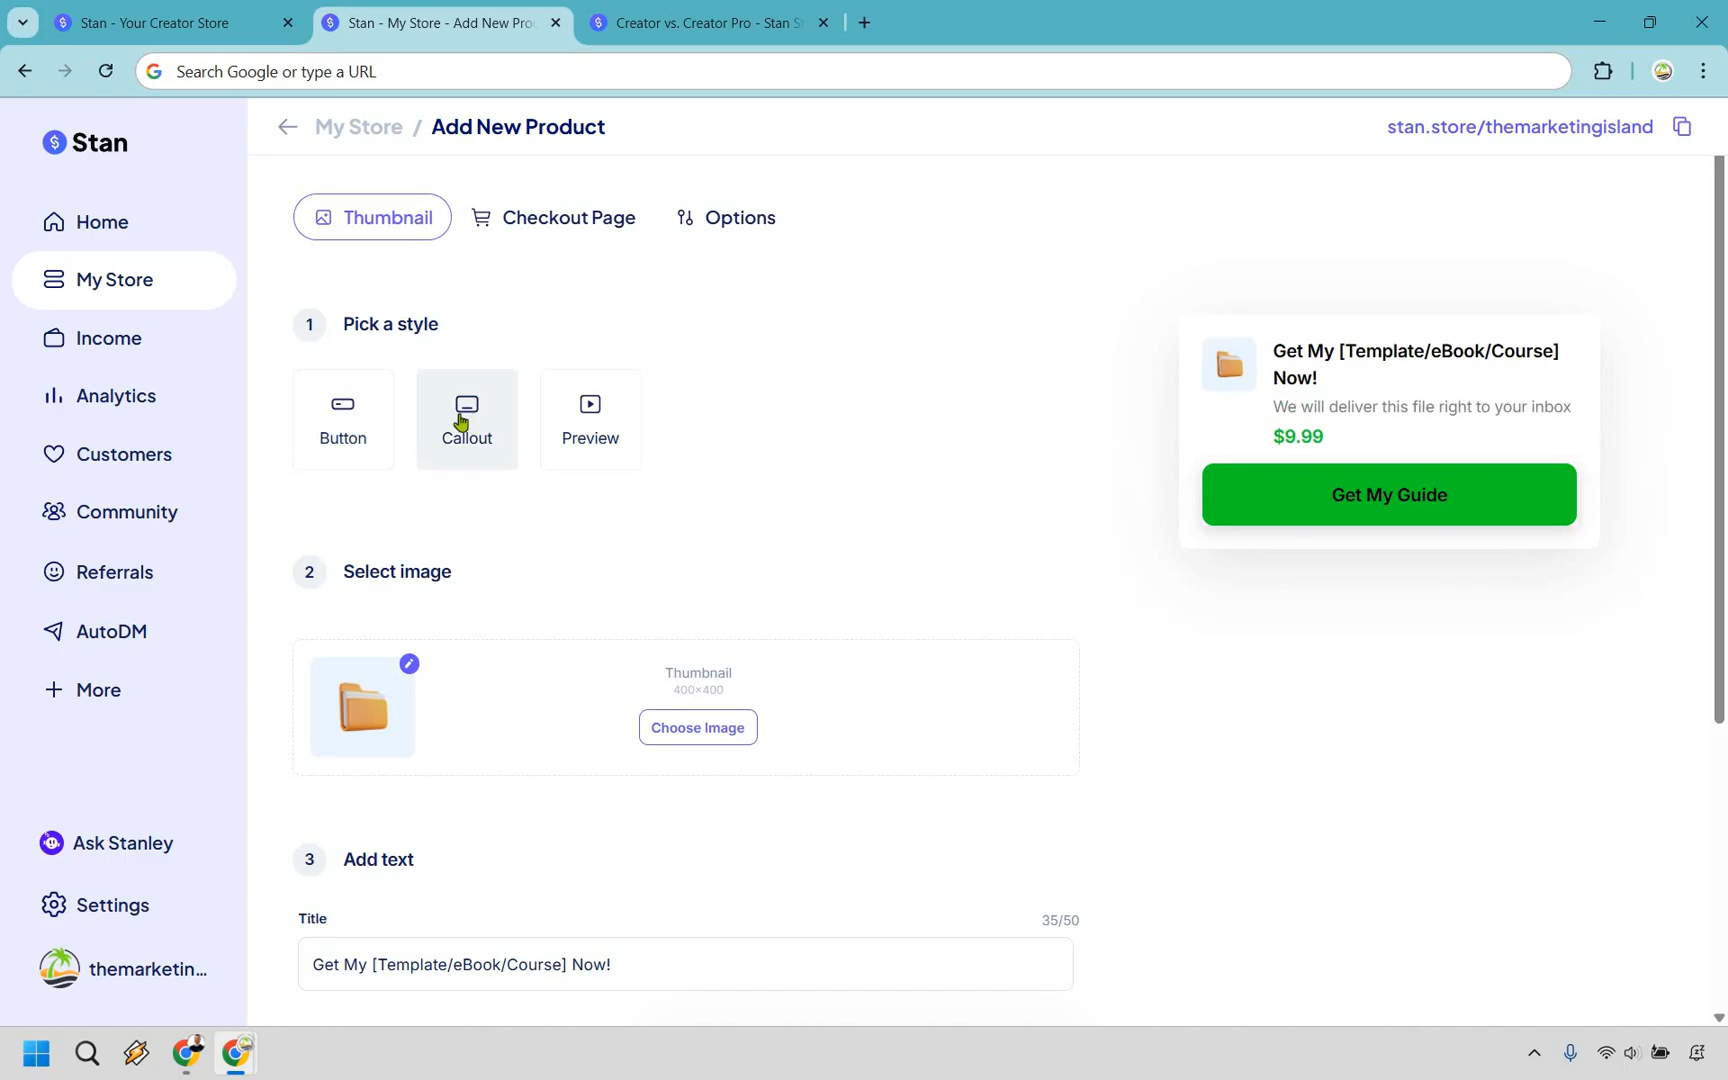 Stan - Your Creator Store
Stan - My Store - Add New Pro
Creator vs. Creator Pro - Stan S
Search Google or type a URL
Stan
My Store / Add New Product
stan.store/themarketingisland
Home
My Store
Income
Analytics
Customers
Community
Referrals
AutoDM
More
Ask Stanley
Settings
themarketin...
Thumbnail
Checkout Page
Options
1 Pick a style
Button
Callout
Preview
2 Select image
Thumbnail
400×400
Choose Image
3 Add text
Title
35/50
Get My [Template/eBook/Course] Now!
Get My [Template/eBook/Course]
Now!
We will deliver this file right to your inbox
$9.99
Get My Guide